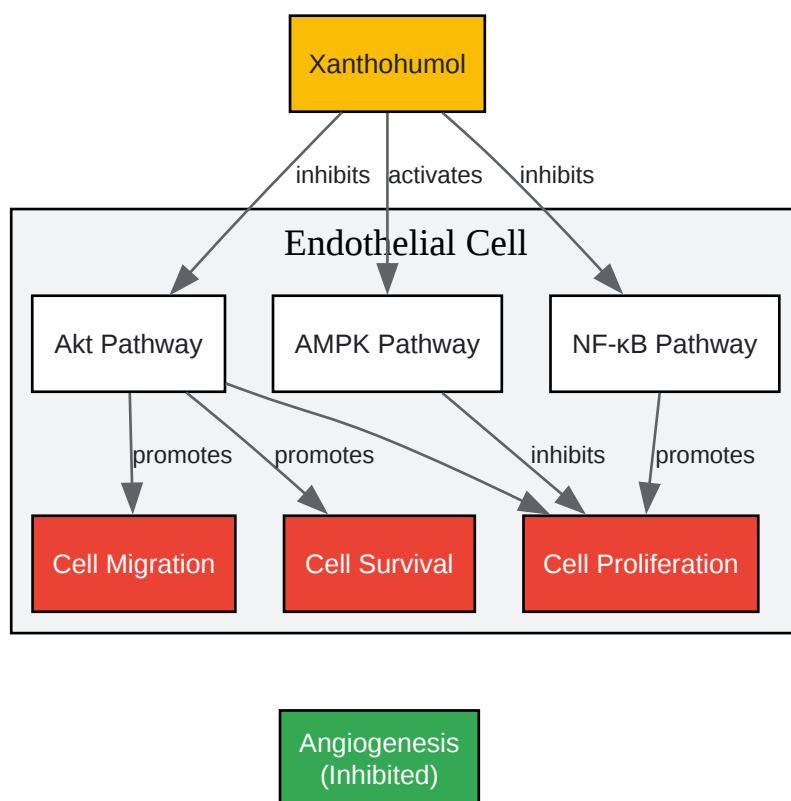 Xanthohumol
inhibits activates inhibits
Endothelial Cell
Akt Pathway AMPK Pathway NF-κB Pathway
promotes promotes inhibits promotes
Cell Migration Cell Survival Cell Proliferation
Angiogenesis
(Inhibited)